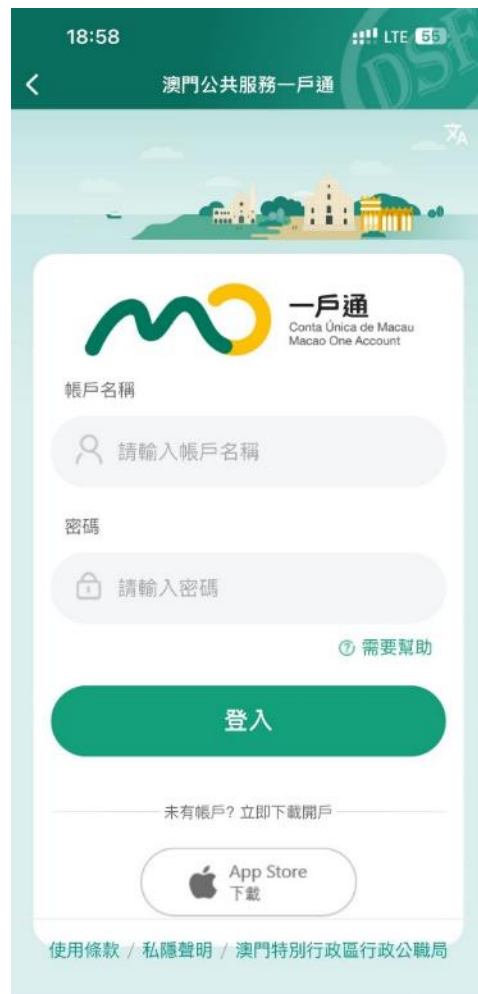 18:58
LTE 55
DSF
澳門公共服務一戶通
一戶通
Conta Única de Macau
Macao One Account
帳戶名稱
請輸入帳戶名稱
密碼
請輸入密碼
需要幫助
登入
未有帳戶? 立即下載開戶
App Store
下載
使用條款 / 私隱聲明 / 澳門特別行政區行政公職局